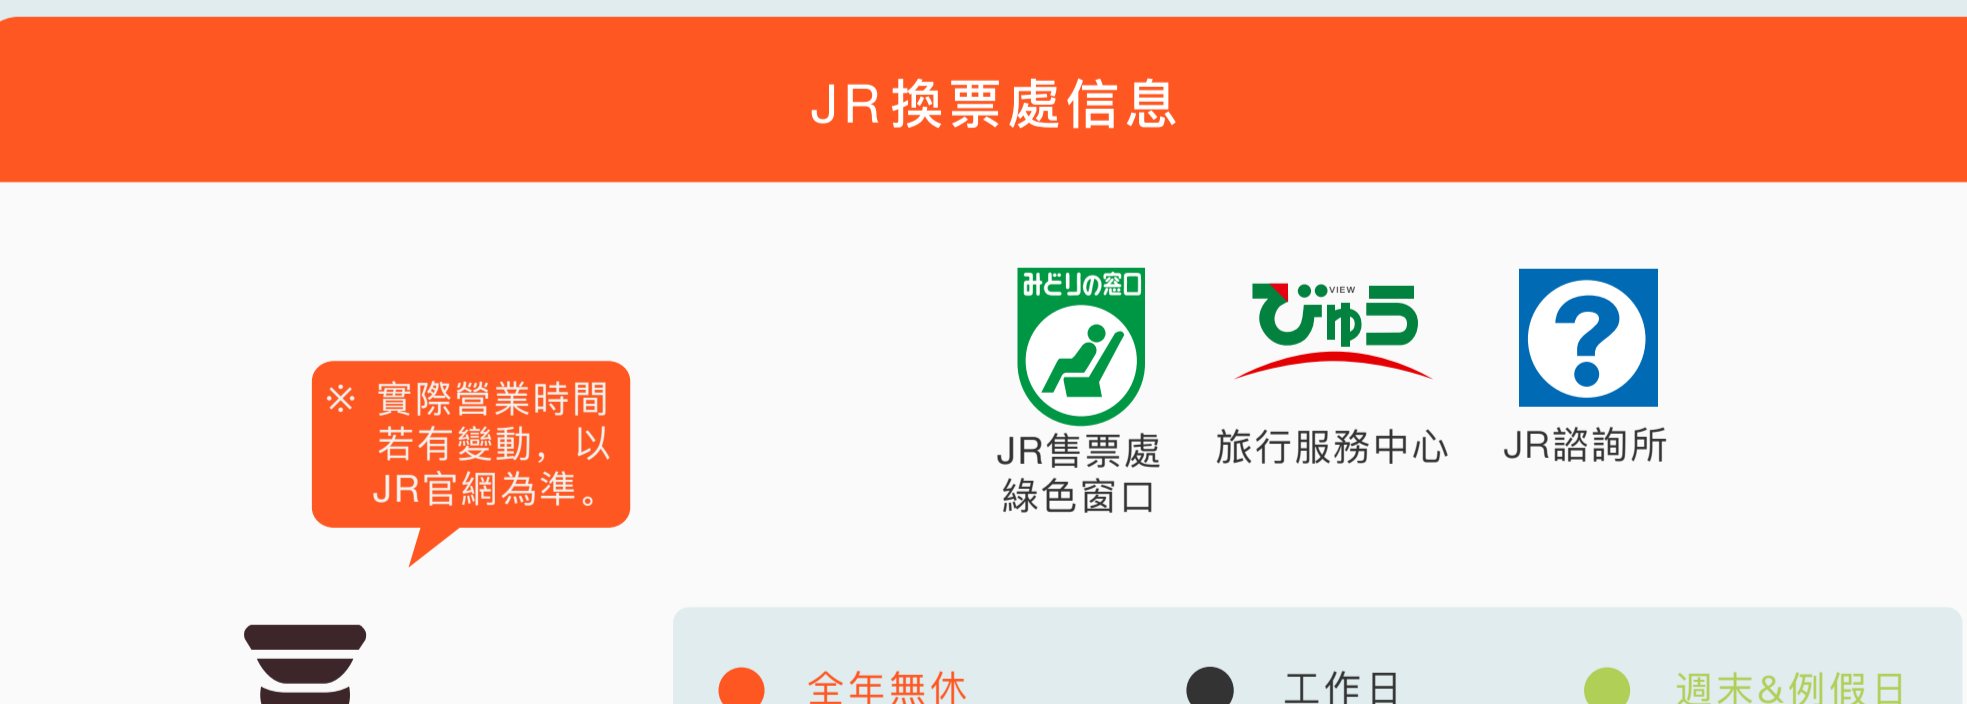 JR換票處信息
みどりの窓口
VIEW
びゅう
※ 實際營業時間
若有變動，以
JR官網為準。
JR售票處
綠色窗口
旅行服務中心
?
JR諮詢所
全年無休
工作日
週末&例假日